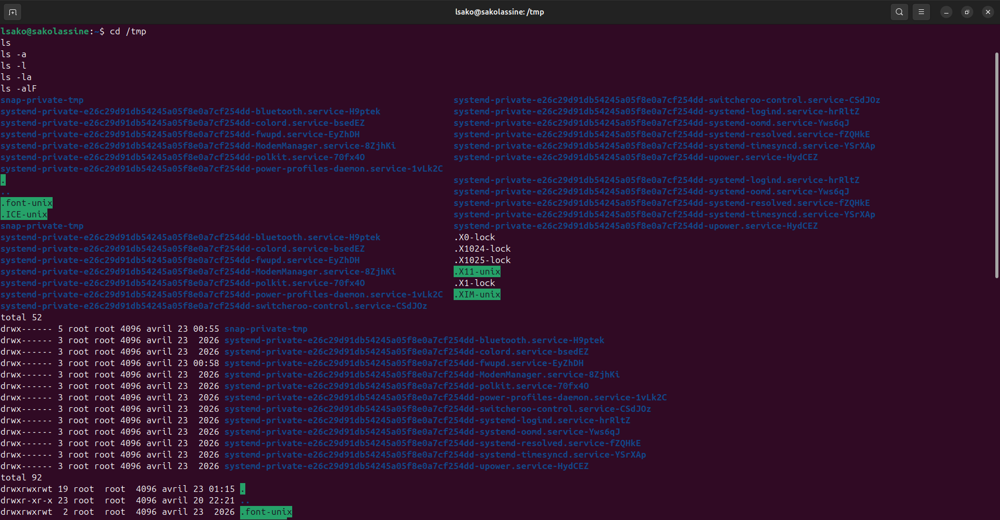 lsako@sakolassine: /tmp
lsako@sakolassine:~$ cd /tmp
ls
ls -a
ls -l
ls -la
ls -alF
snap-private-tmp systemd-private-e26c29d91db54245a05f8e0a7cf254dd-switcheroo-control.service-CSdJOz
systemd-private-e26c29d91db54245a05f8e0a7cf254dd-bluetooth.service-H9ptek systemd-private-e26c29d91db54245a05f8e0a7cf254dd-systemd-logind.service-hrRltZ
systemd-private-e26c29d91db54245a05f8e0a7cf254dd-colord.service-bsedEZ systemd-private-e26c29d91db54245a05f8e0a7cf254dd-systemd-oomd.service-Yws6qJ
systemd-private-e26c29d91db54245a05f8e0a7cf254dd-fwupd.service-EyZhDH systemd-private-e26c29d91db54245a05f8e0a7cf254dd-systemd-resolved.service-fZQHkE
systemd-private-e26c29d91db54245a05f8e0a7cf254dd-ModemManager.service-8ZjhKi systemd-private-e26c29d91db54245a05f8e0a7cf254dd-systemd-timesyncd.service-YSrXAp
systemd-private-e26c29d91db54245a05f8e0a7cf254dd-polkit.service-70fx4O systemd-private-e26c29d91db54245a05f8e0a7cf254dd-upower.service-HydCEZ
systemd-private-e26c29d91db54245a05f8e0a7cf254dd-power-profiles-daemon.service-1vLk2C
. systemd-private-e26c29d91db54245a05f8e0a7cf254dd-systemd-logind.service-hrRltZ
.. systemd-private-e26c29d91db54245a05f8e0a7cf254dd-systemd-oomd.service-Yws6qJ
.font-unix systemd-private-e26c29d91db54245a05f8e0a7cf254dd-systemd-resolved.service-fZQHkE
.ICE-unix systemd-private-e26c29d91db54245a05f8e0a7cf254dd-systemd-timesyncd.service-YSrXAp
snap-private-tmp systemd-private-e26c29d91db54245a05f8e0a7cf254dd-upower.service-HydCEZ
systemd-private-e26c29d91db54245a05f8e0a7cf254dd-bluetooth.service-H9ptek .X0-lock
systemd-private-e26c29d91db54245a05f8e0a7cf254dd-colord.service-bsedEZ .X1024-lock
systemd-private-e26c29d91db54245a05f8e0a7cf254dd-fwupd.service-EyZhDH .X1025-lock
systemd-private-e26c29d91db54245a05f8e0a7cf254dd-ModemManager.service-8ZjhKi .X11-unix
systemd-private-e26c29d91db54245a05f8e0a7cf254dd-polkit.service-70fx4O .X1-lock
systemd-private-e26c29d91db54245a05f8e0a7cf254dd-power-profiles-daemon.service-1vLk2C .XIM-unix
systemd-private-e26c29d91db54245a05f8e0a7cf254dd-switcheroo-control.service-CSdJOz
total 52
drwx------ 5 root root 4096 avril 23 00:55 snap-private-tmp
drwx------ 3 root root 4096 avril 23  2026 systemd-private-e26c29d91db54245a05f8e0a7cf254dd-bluetooth.service-H9ptek
drwx------ 3 root root 4096 avril 23  2026 systemd-private-e26c29d91db54245a05f8e0a7cf254dd-colord.service-bsedEZ
drwx------ 3 root root 4096 avril 23 00:58 systemd-private-e26c29d91db54245a05f8e0a7cf254dd-fwupd.service-EyZhDH
drwx------ 3 root root 4096 avril 23  2026 systemd-private-e26c29d91db54245a05f8e0a7cf254dd-ModemManager.service-8ZjhKi
drwx------ 3 root root 4096 avril 23  2026 systemd-private-e26c29d91db54245a05f8e0a7cf254dd-polkit.service-70fx4O
drwx------ 3 root root 4096 avril 23  2026 systemd-private-e26c29d91db54245a05f8e0a7cf254dd-power-profiles-daemon.service-1vLk2C
drwx------ 3 root root 4096 avril 23  2026 systemd-private-e26c29d91db54245a05f8e0a7cf254dd-switcheroo-control.service-CSdJOz
drwx------ 3 root root 4096 avril 23  2026 systemd-private-e26c29d91db54245a05f8e0a7cf254dd-systemd-logind.service-hrRltZ
drwx------ 3 root root 4096 avril 23  2026 systemd-private-e26c29d91db54245a05f8e0a7cf254dd-systemd-oomd.service-Yws6qJ
drwx------ 3 root root 4096 avril 23  2026 systemd-private-e26c29d91db54245a05f8e0a7cf254dd-systemd-resolved.service-fZQHkE
drwx------ 3 root root 4096 avril 23  2026 systemd-private-e26c29d91db54245a05f8e0a7cf254dd-systemd-timesyncd.service-YSrXAp
drwx------ 3 root root 4096 avril 23  2026 systemd-private-e26c29d91db54245a05f8e0a7cf254dd-upower.service-HydCEZ
total 92
drwxrwxrwt 19 root  root  4096 avril 23 01:15 .
drwxr-xr-x 23 root  root  4096 avril 20 22:21 ..
drwxrwxrwt  2 root  root  4096 avril 23  2026 .font-unix